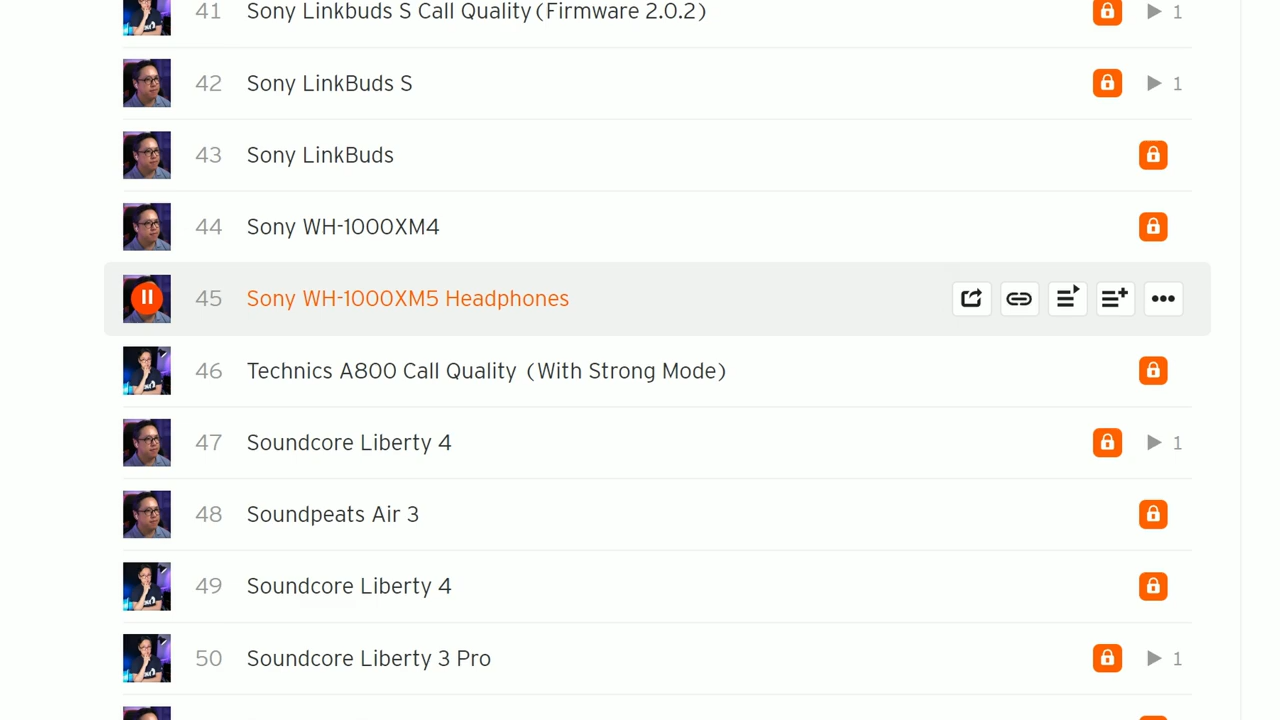 41 Sony Linkbuds S Call Quality (Firmware 2.0.2) 1
42 Sony LinkBuds S 1
43 Sony LinkBuds
44 Sony WH-1000XM4
45 Sony WH-1000XM5 Headphones
46 Technics A800 Call Quality (With Strong Mode)
47 Soundcore Liberty 4 1
48 Soundpeats Air 3
49 Soundcore Liberty 4
50 Soundcore Liberty 3 Pro 1